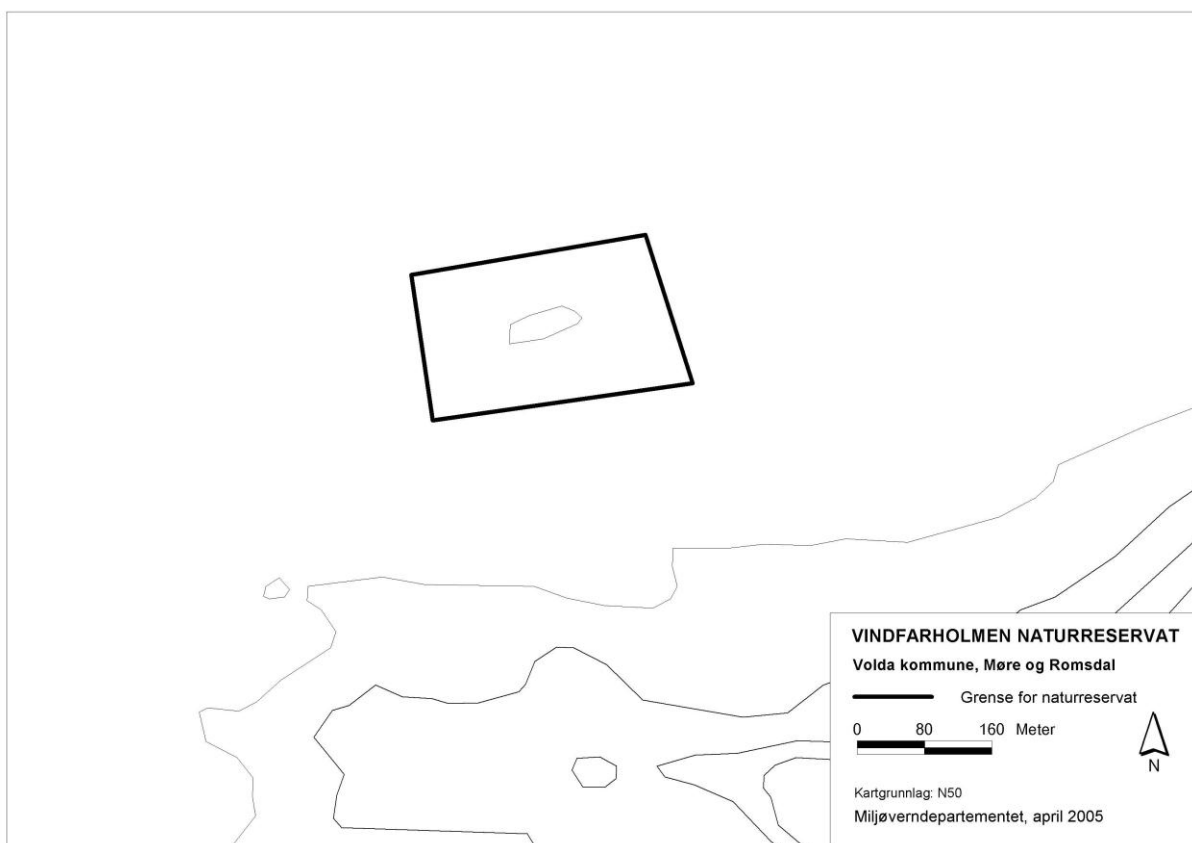 VINDFARHOLMEN NATURRESERVAT
Volda kommune, Møre og Romsdal
Grense for naturreservat
0 80 160 Meter
N
Kartgrunnlag: N50
Miljøverndepartementet, april 2005